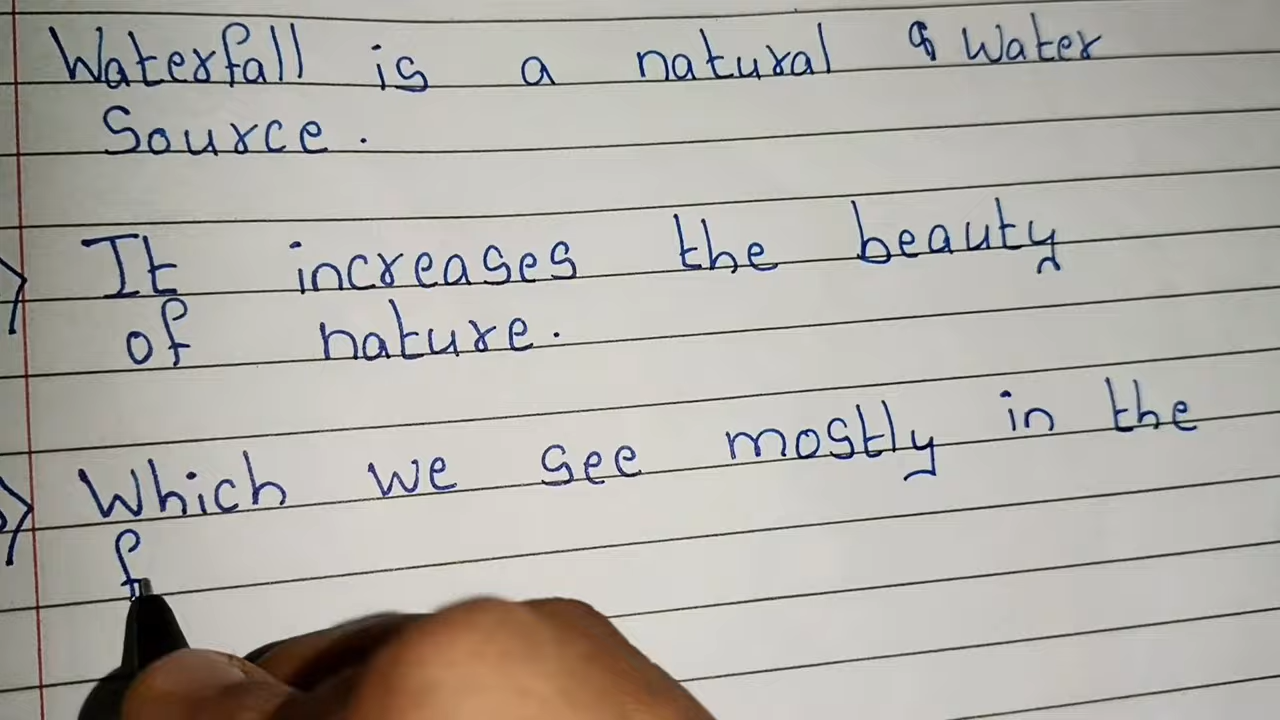 Waterfall is a natural water
Source.
It increases the beauty
of nature.
Which we see mostly in the
f